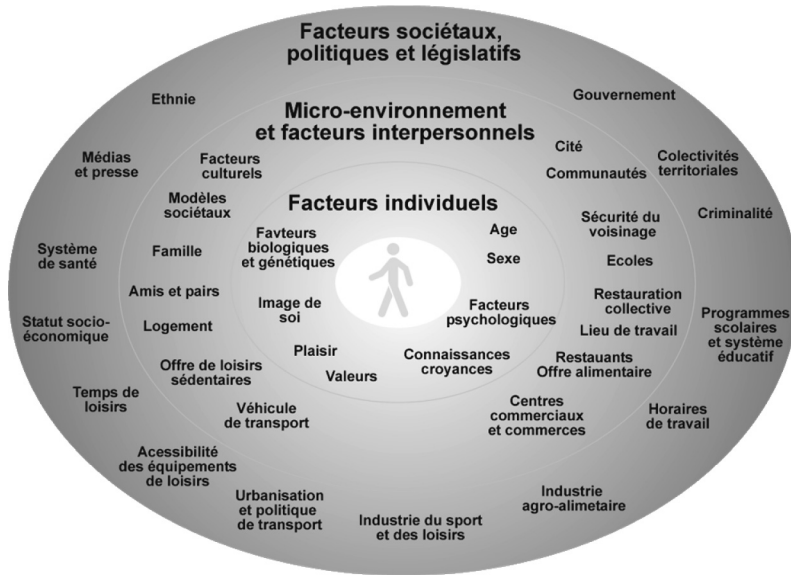 Facteurs sociétaux,
politiques et législatifs
Ethnie
Gouvernement
Micro-environnement
et facteurs interpersonnels
Médias
et presse
Facteurs
culturels
Cité
Communautés
Colectivités
territoriales
Modèles
sociétaux
Facteurs individuels
Sécurité du
voisinage
Criminalité
Système
de santé
Famille
Favteurs
biologiques
et génétiques
Age
Sexe
Ecoles
Amis et pairs
Image de
soi
Facteurs
psychologiques
Restauration
collective
Statut socio-
économique
Logement
Lieu de travail
Programmes
scolaires
et système
éducatif
Plaisir
Valeurs
Connaissances
croyances
Offre de loisirs
sédentaires
Restauants
Offre alimentaire
Temps de
loisirs
Véhicule
de transport
Centres
commerciaux
et commerces
Horaires
de travail
Acessibilité
des équipements
de loisirs
Urbanisation
et politique
de transport
Industrie du sport
et des loisirs
Industrie
agro-alimetaire